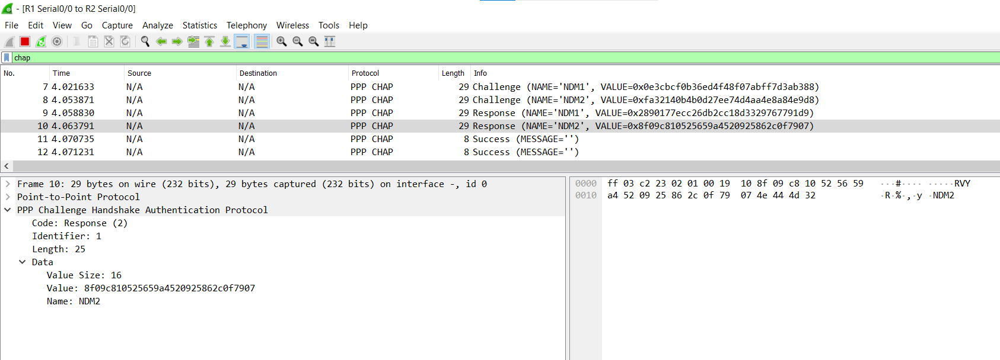 - [R1 Serial0/0 to R2 Serial0/0]
File Edit View Go Capture Analyze Statistics Telephony Wireless Tools Help
chap
No. Time Source Destination Protocol Length Info
7 4.021633 N/A N/A PPP CHAP 29 Challenge (NAME='NDM1', VALUE=0x0e3cbcf0b36ed4f48f07abff7d3ab388)
8 4.053871 N/A N/A PPP CHAP 29 Challenge (NAME='NDM2', VALUE=0xfa32140b4b0d27ee74d4aa4e8a84e9d8)
9 4.058830 N/A N/A PPP CHAP 29 Response (NAME='NDM1', VALUE=0x2890177ecc26db2cc18d3329767791d9)
10 4.063791 N/A N/A PPP CHAP 29 Response (NAME='NDM2', VALUE=0x8f09c810525659a4520925862c0f7907)
11 4.070735 N/A N/A PPP CHAP 8 Success (MESSAGE='')
12 4.071231 N/A N/A PPP CHAP 8 Success (MESSAGE='')
Frame 10: 29 bytes on wire (232 bits), 29 bytes captured (232 bits) on interface -, id 0
Point-to-Point Protocol
PPP Challenge Handshake Authentication Protocol
Code: Response (2)
Identifier: 1
Length: 25
Data
Value Size: 16
Value: 8f09c810525659a4520925862c0f7907
Name: NDM2
0000 ff 03 c2 23 02 01 00 19 10 8f 09 c8 10 52 56 59 ···#···· ·····RVY
0010 a4 52 09 25 86 2c 0f 79 07 4e 44 4d 32 ·R·%·,·y ·NDM2